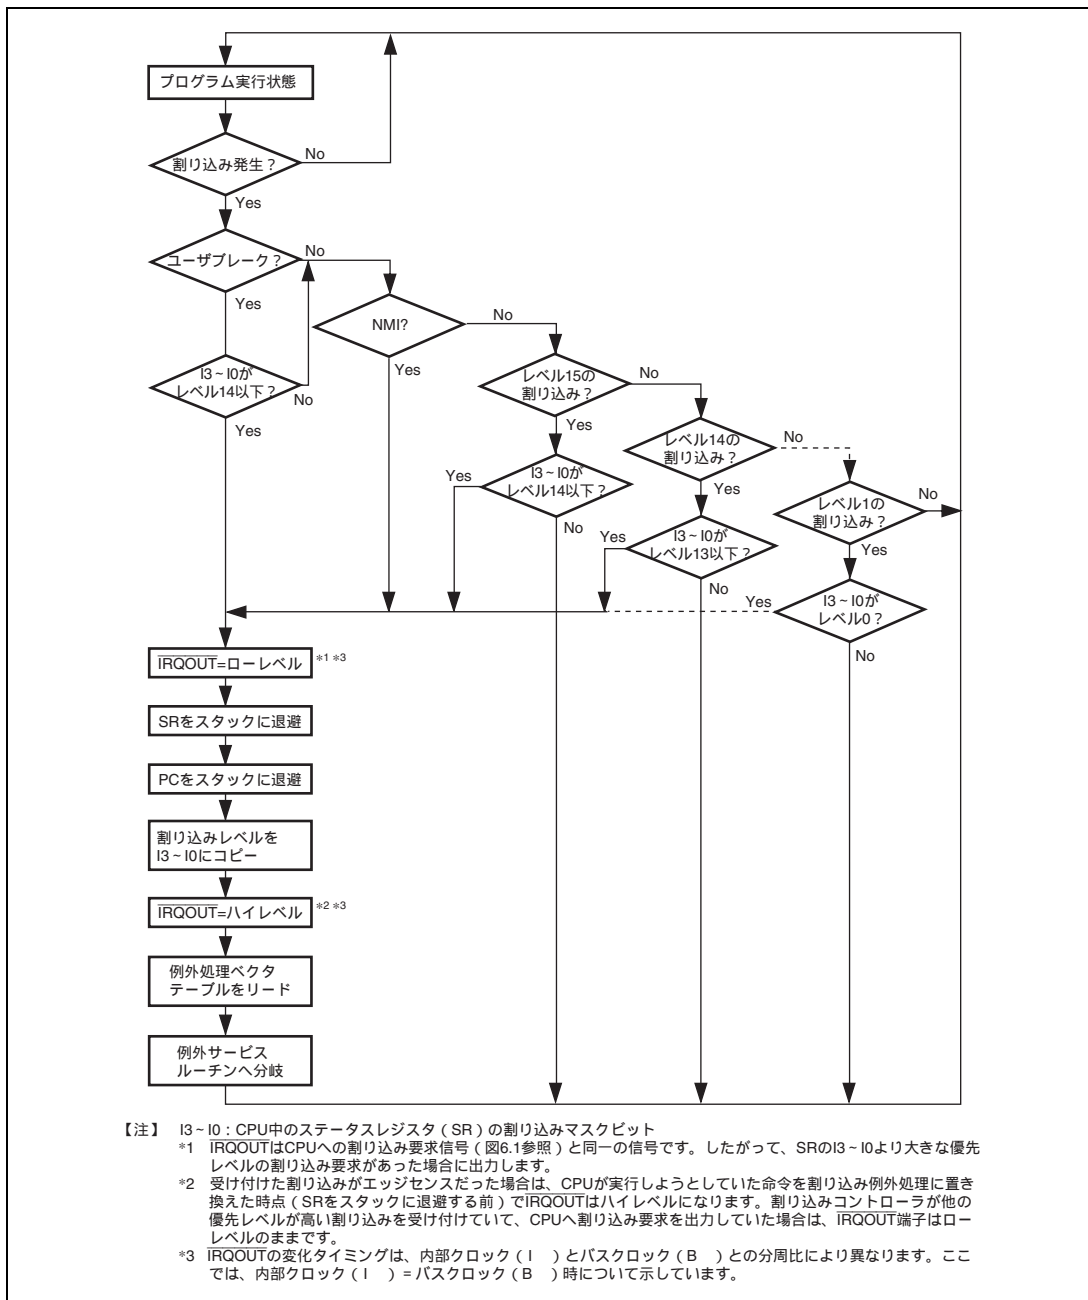 プログラム実行状態
割り込み発生？
No
Yes
ユーザブレーク？
No
Yes
NMI?
No
Yes
I3～I0が
レベル14以下？
No
Yes
レベル15の
割り込み？
No
Yes
I3～I0が
レベル14以下？
Yes
No
レベル14の
割り込み？
No
Yes
I3～I0が
レベル13以下？
Yes
No
レベル1の
割り込み？
No
Yes
I3～I0が
レベル0？
Yes
No
IRQOUT=ローレベル *1 *3
SRをスタックに退避
PCをスタックに退避
割り込みレベルを
I3～I0にコピー
IRQOUT=ハイレベル *2 *3
例外処理ベクタ
テーブルをリード
例外サービス
ルーチンへ分岐
【注】 I3～I0：CPU中のステータスレジスタ（SR）の割り込みマスクビット
*1 IRQOUTはCPUへの割り込み要求信号（図6.1参照）と同一の信号です。したがって、SRのI3～I0より大きな優先
レベルの割り込み要求があった場合に出力します。
*2 受け付けた割り込みがエッジセンスだった場合は、CPUが実行しようとしていた命令を割り込み例外処理に置き
換えた時点（SRをスタックに退避する前）でIRQOUTはハイレベルになります。割り込みコントローラが他の
優先レベルが高い割り込みを受け付けていて、CPUへ割り込み要求を出力していた場合は、IRQOUT端子はロー
レベルのままです。
*3 IRQOUTの変化タイミングは、内部クロック（I　）とバスクロック（B　）との分周比により異なります。ここ
では、内部クロック（I　）=バスクロック（B　）時について示しています。